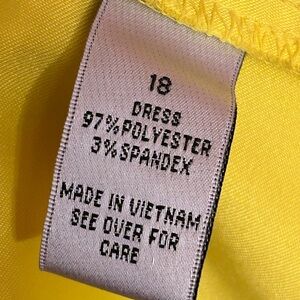 18
DRESS
97%POLYESTER
3%SPANDEX
MADE IN VIETNAM
SEE OVER FOR
CARE